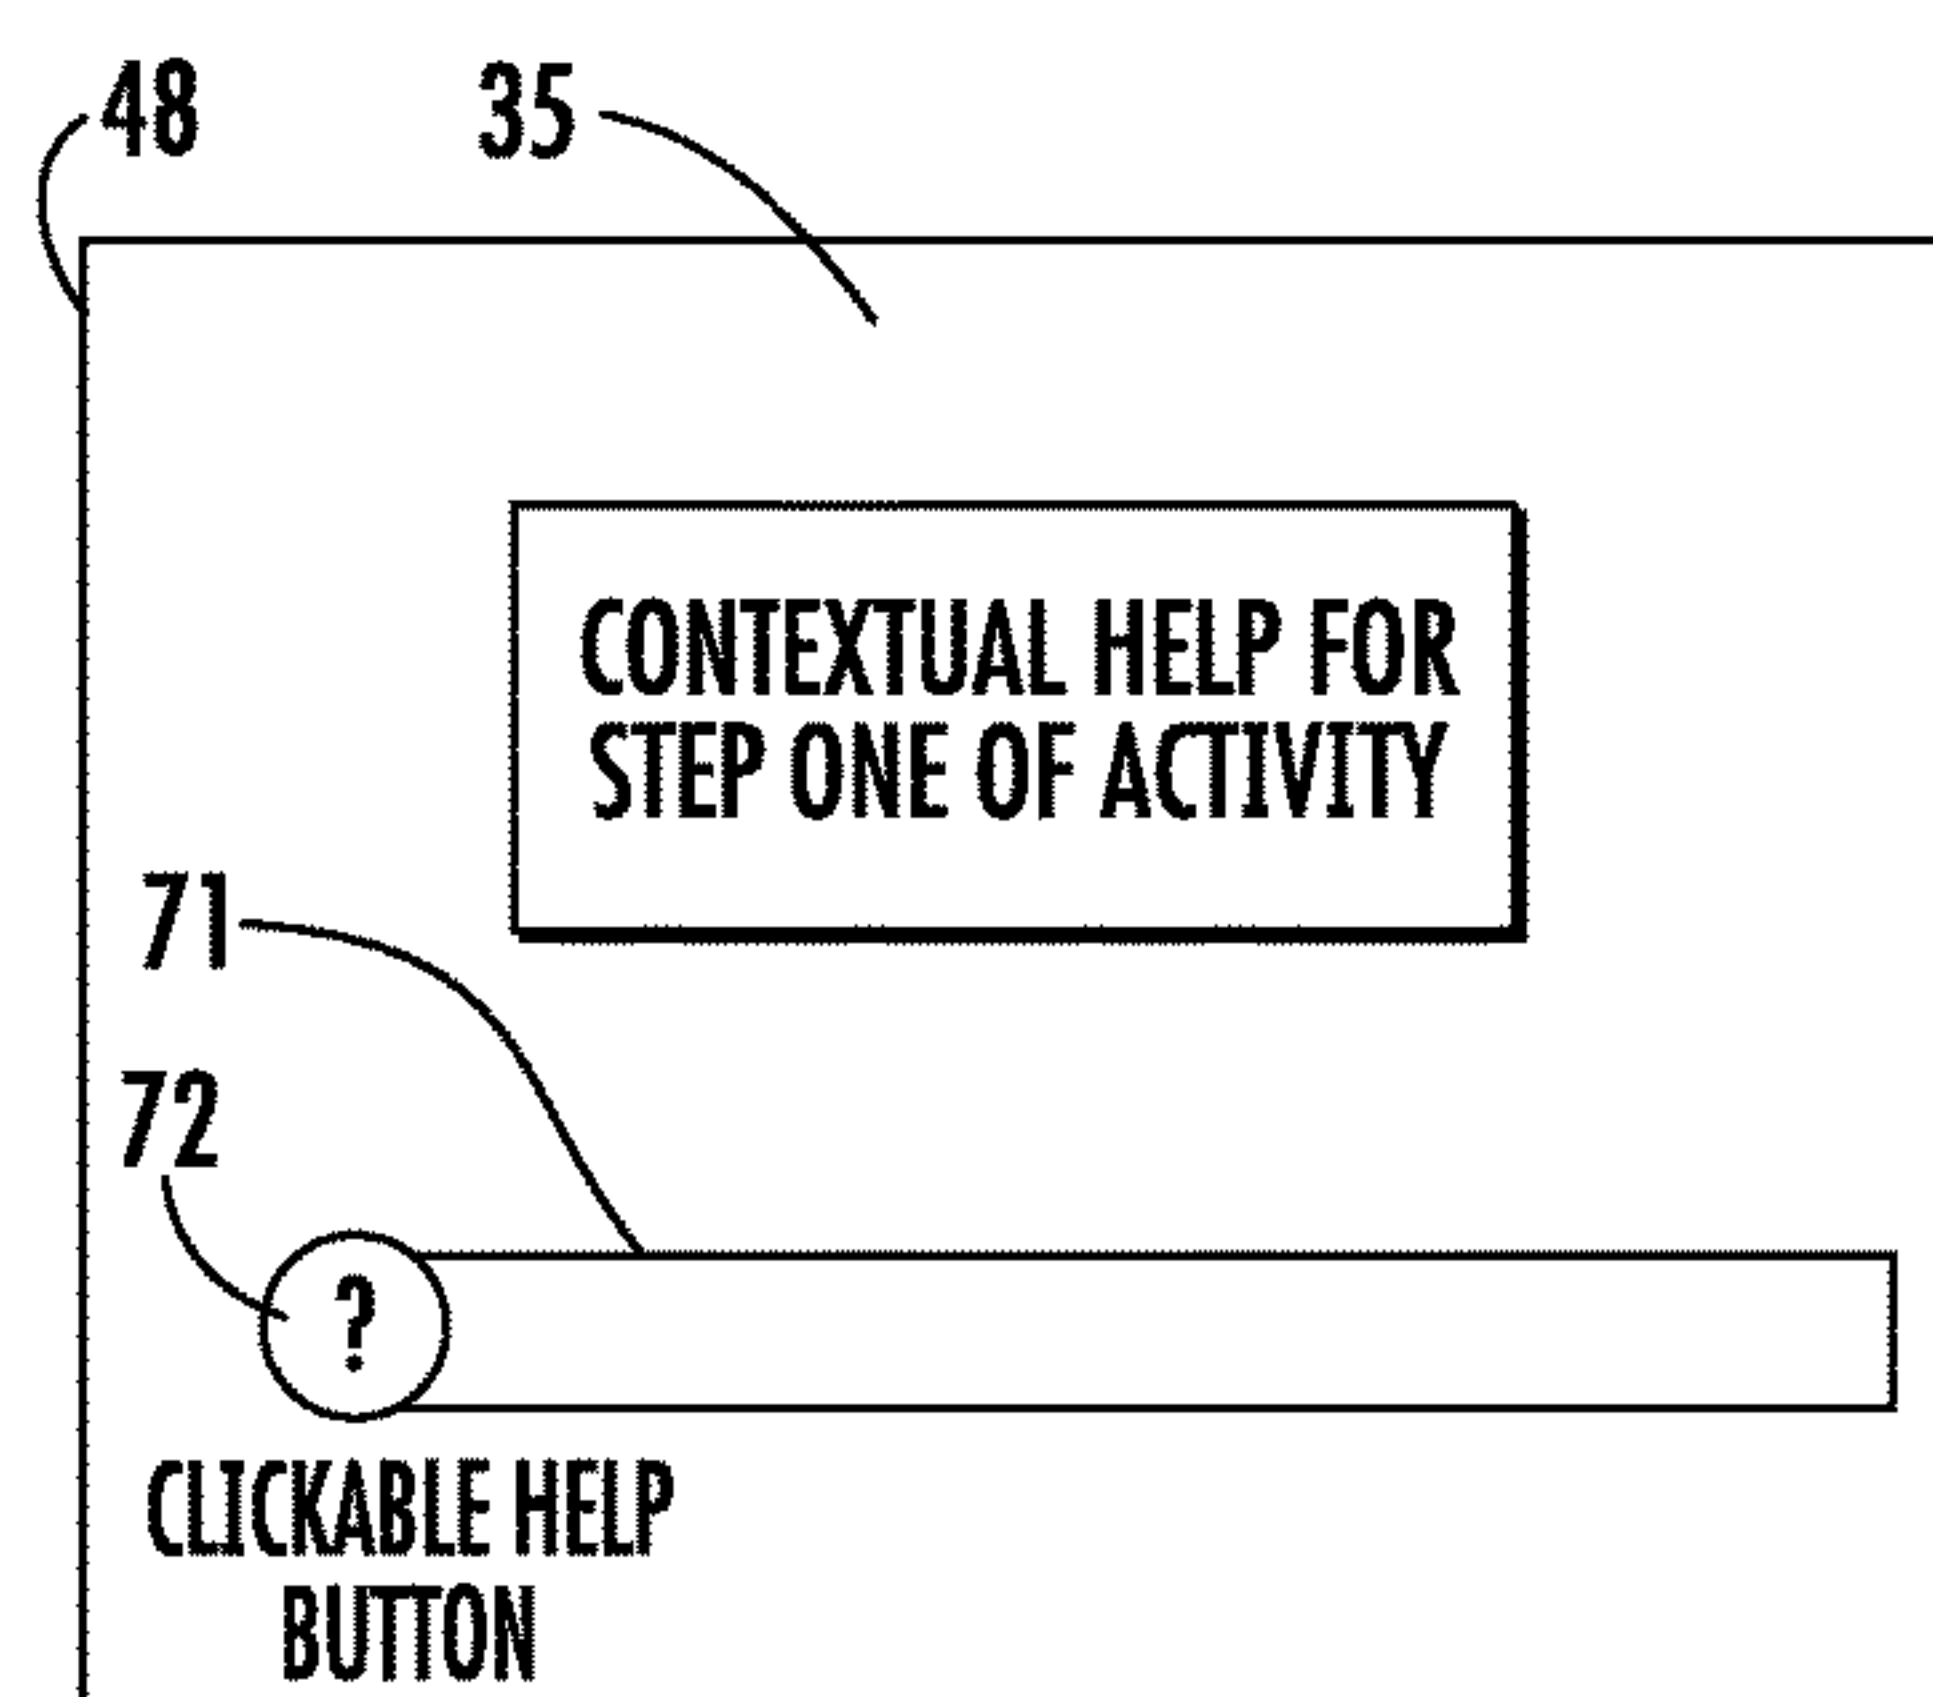 48
35
CONTEXTUAL HELP FOR
STEP ONE OF ACTIVITY
71
72
?
CLICKABLE HELP
BUTTON